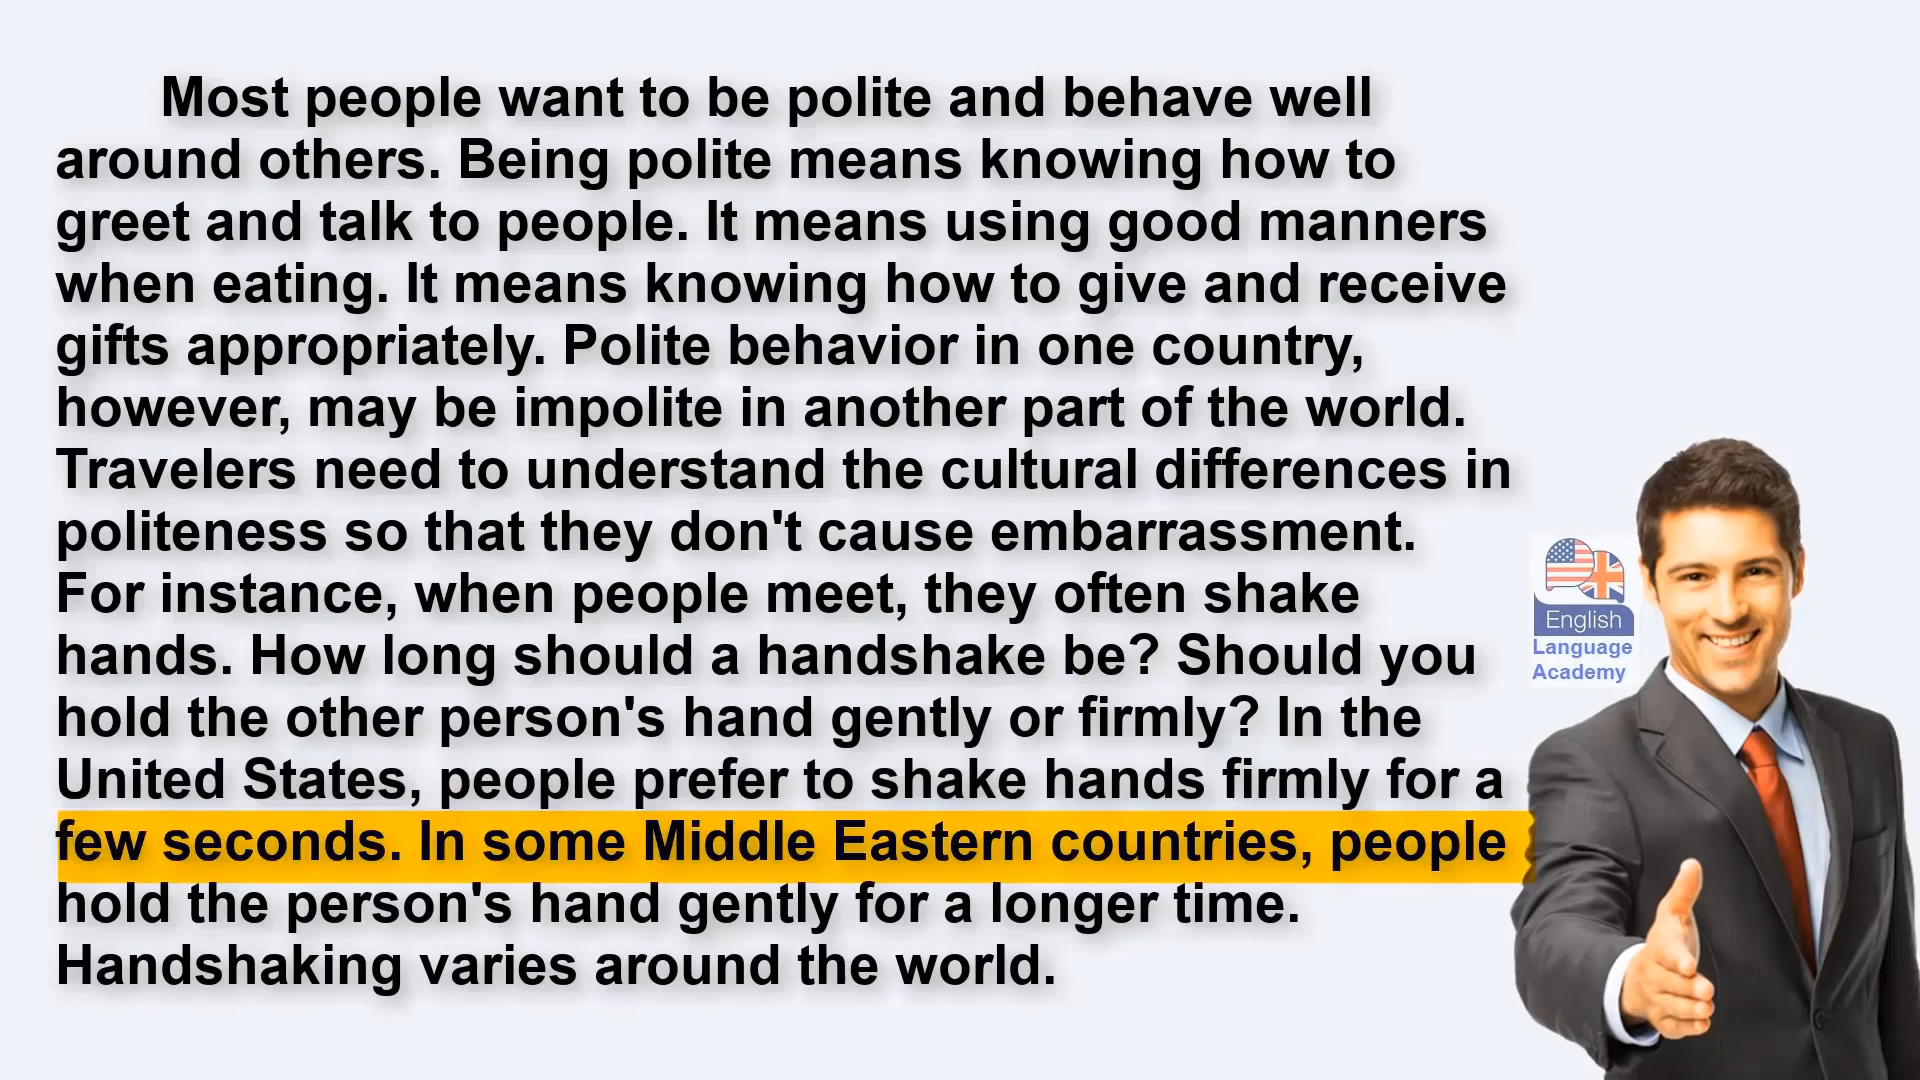 Most people want to be polite and behave well
around others. Being polite means knowing how to
greet and talk to people. It means using good manners
when eating. It means knowing how to give and receive
gifts appropriately. Polite behavior in one country,
however, may be impolite in another part of the world.
Travelers need to understand the cultural differences in
politeness so that they don't cause embarrassment.
For instance, when people meet, they often shake
hands. How long should a handshake be? Should you
hold the other person's hand gently or firmly? In the
United States, people prefer to shake hands firmly for a
few seconds. In some Middle Eastern countries, people
hold the person's hand gently for a longer time.
Handshaking varies around the world.
English
Language
Academy